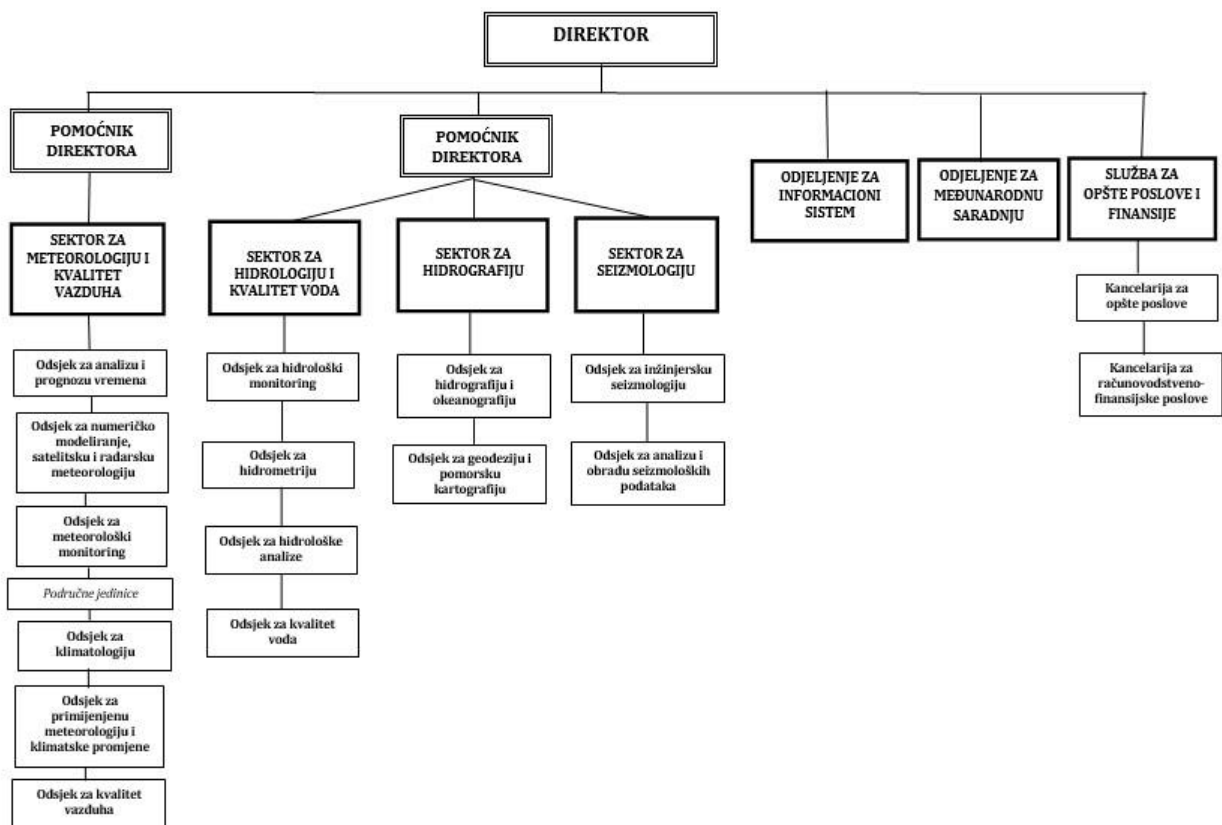 DIREKTOR
POMOĆNIK
DIREKTORA
POMOĆNIK
DIREKTORA
ODJELJENJE ZA
INFORMACIONI
SISTEM
ODJELJENJE ZA
MEĐUNARODNU
SARADNJU
SLUŽBA ZA
OPŠTE POSLOVE I
FINANSIJE
SEKTOR ZA
METEOROLOGIJU I
KVALITET
VAZDUHA
SEKTOR ZA
HIDROLOGIJU I
KVALITET VODA
SEKTOR ZA
HIDROGRAFIJU
SEKTOR ZA
SEIZMOLOGIJU
Odsjek za analizu i
prognozu vremena
Odsjek za numeričko
modeliranje,
satelitsku i radarsku
meteorologiju
Odsjek za
meteorološki
monitoring
Područne jedinice
Odsjek za
klimatologiju
Odsjek za
primijenjenu
meteorologiju i
klimatske promjene
Odsjek za kvalitet
vazduha
Odsjek za hidrološki
monitoring
Odsjek za
hidrometriju
Odsjek za hidrološke
analize
Odsjek za kvalitet
voda
Odsjek za
hidrografiju i
okeanografiju
Odsjek za geodeziju i
pomorsku
kartografiju
Odsjek za inžinjersku
seizmologiju
Odsjek za analizu i
obradu seizmoloških
podataka
Kancelarija za
opšte poslove
Kancelarija za
računovodstveno-
finansijske poslove